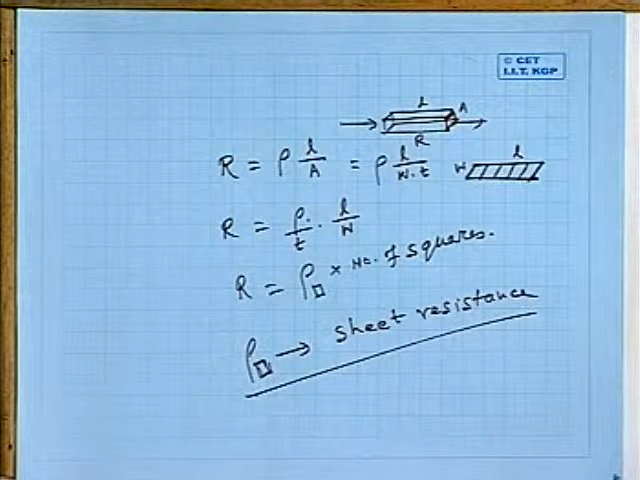 © CET
I.I.T. KGP
l
A
R
R = ρ l/A = ρ l/W.t
W
l
R = ρ./t · l/W
R = ρ□ × No. of squares.
ρ□ → sheet resistance